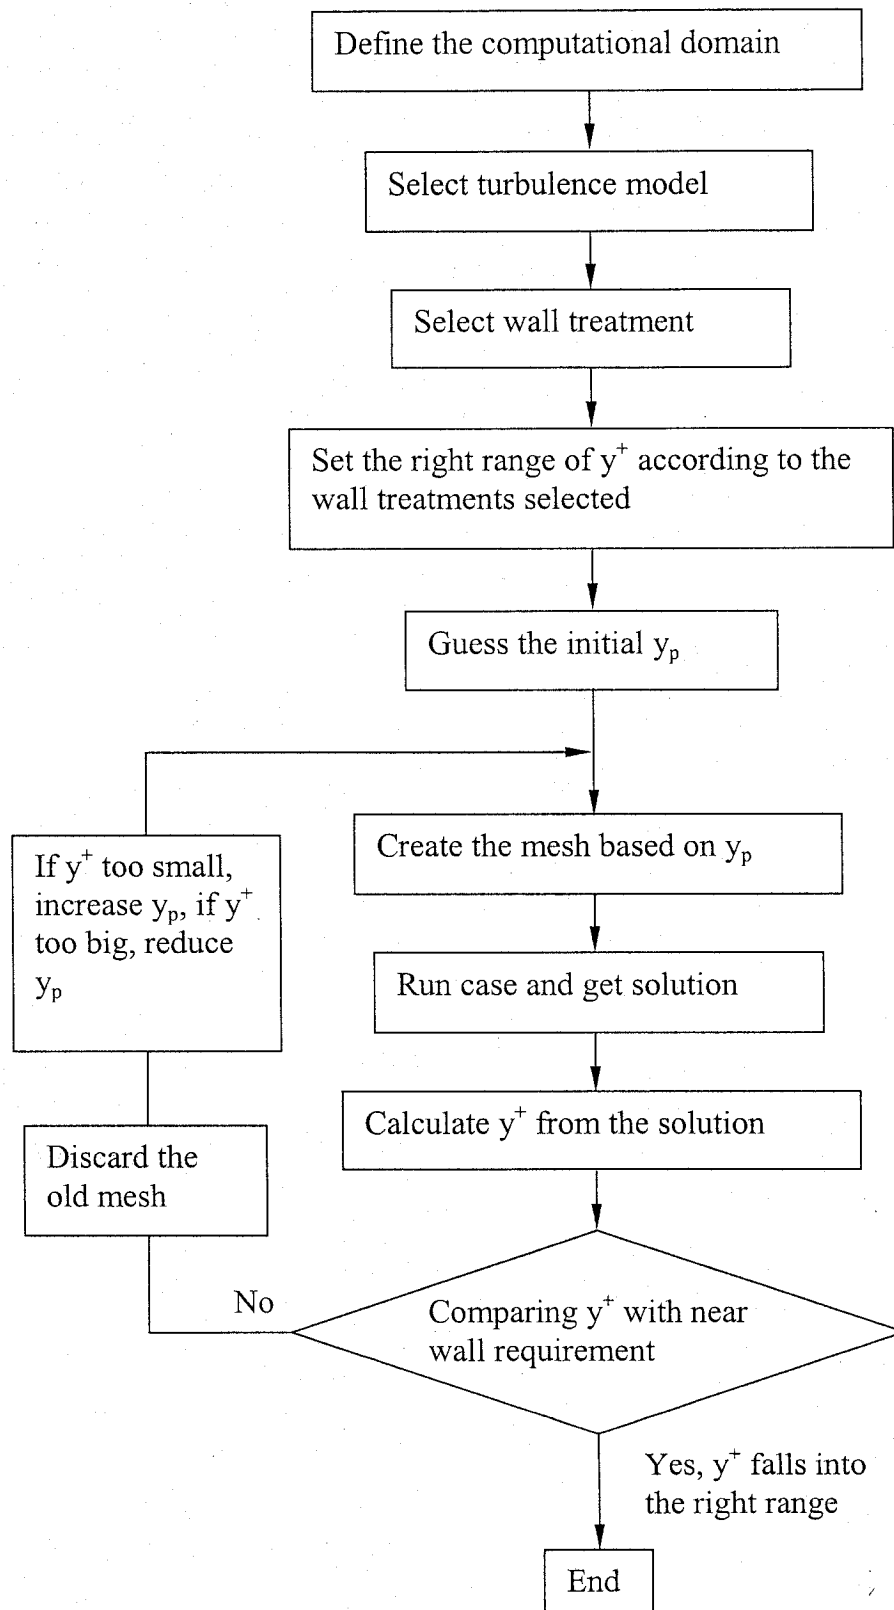 Define the computational domain
Select turbulence model
Select wall treatment
Set the right range of y⁺ according to the
wall treatments selected
Guess the initial yₚ
Create the mesh based on yₚ
If y⁺ too small,
increase yₚ, if y⁺
too big, reduce
yₚ
Run case and get solution
Calculate y⁺ from the solution
Discard the
old mesh
No
Comparing y⁺ with near
wall requirement
Yes, y⁺ falls into
the right range
End